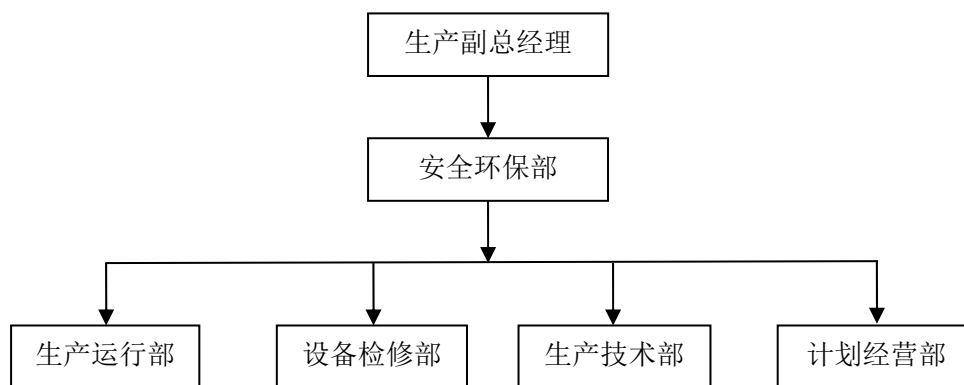 生产副总经理
安全环保部
生产运行部
设备检修部
生产技术部
计划经营部